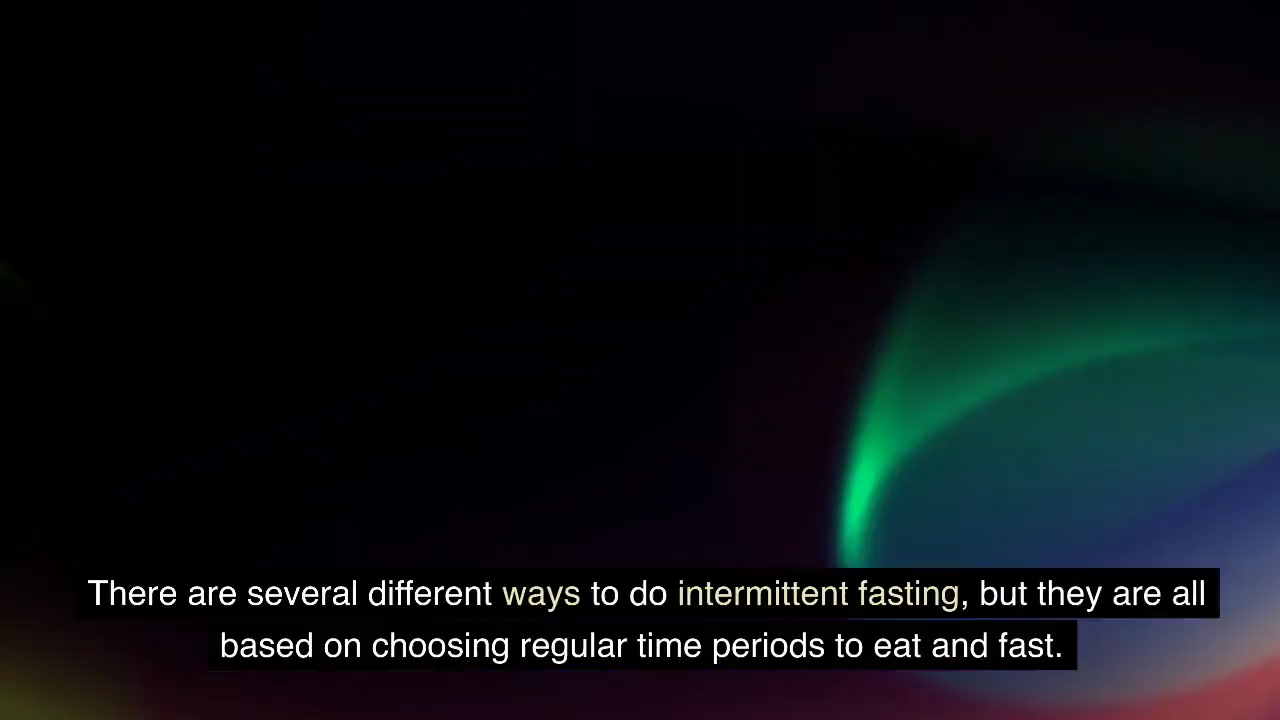 There are several different ways to do intermittent fasting, but they are all
based on choosing regular time periods to eat and fast.